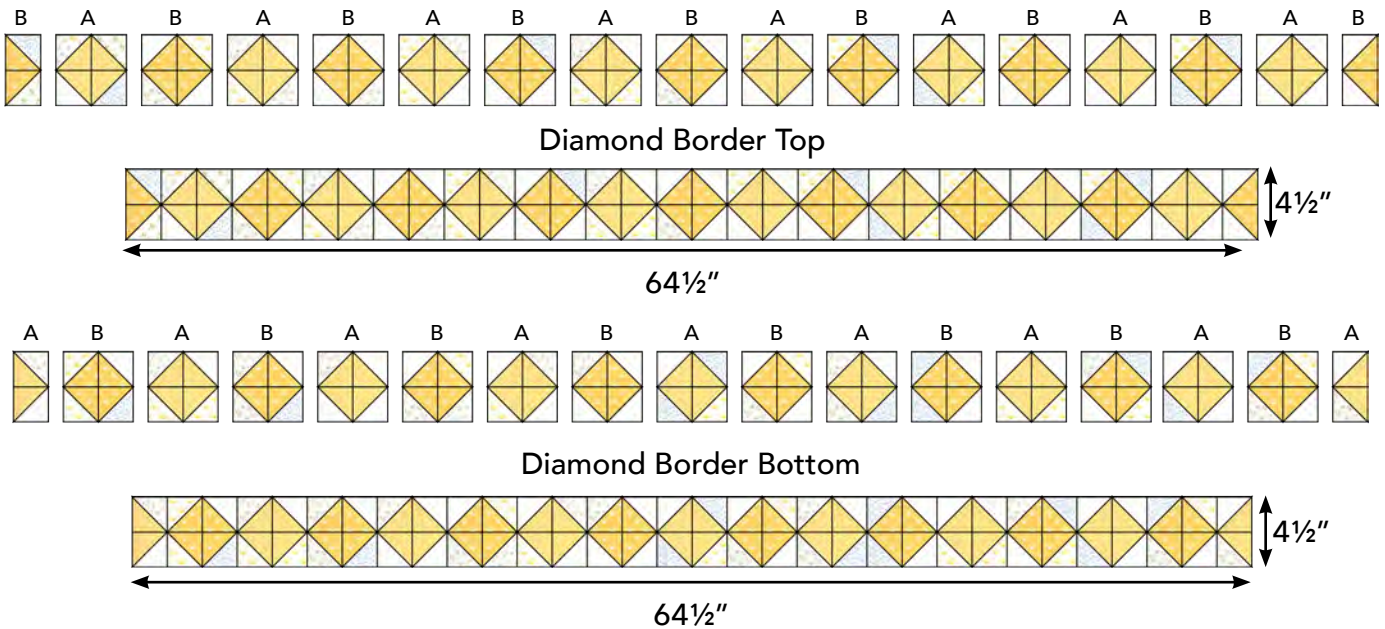 B A B A B A B A B A B A B A B A B
Diamond Border Top
4½”
64½”
A B A B A B A B A B A B A B A B A
Diamond Border Bottom
4½”
64½”